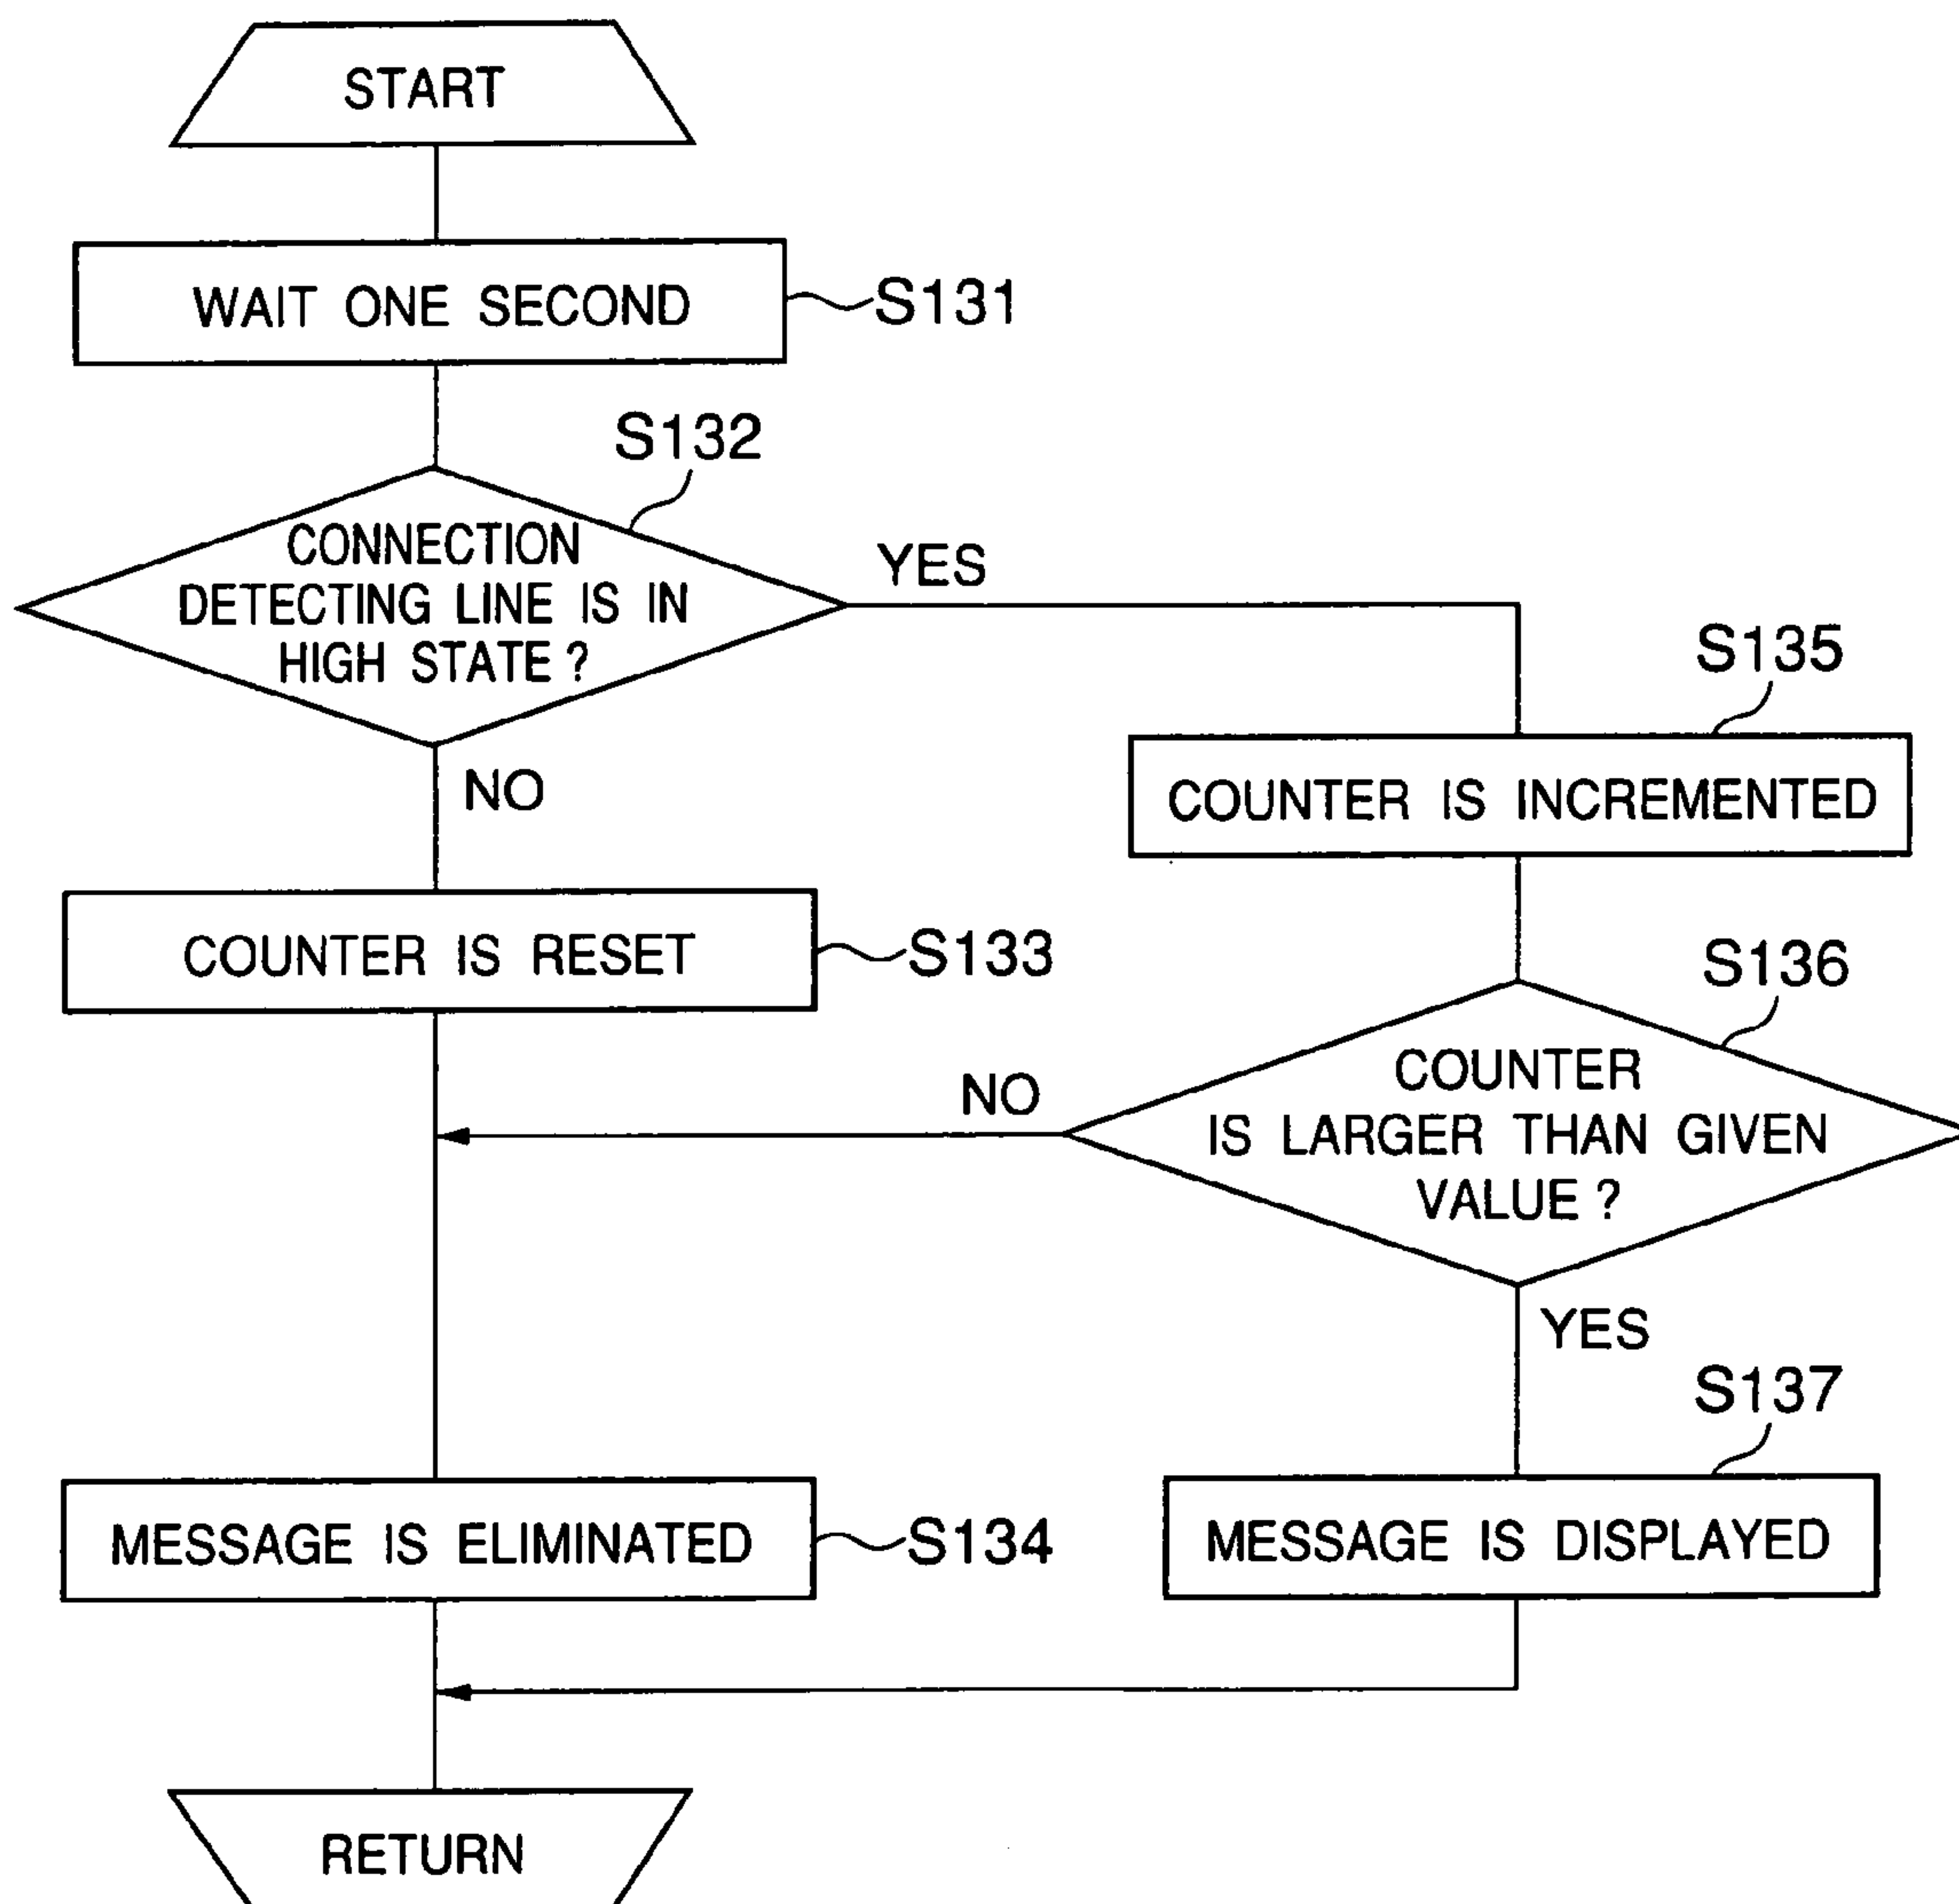 START
WAIT ONE SECOND
S131
S132
CONNECTION
DETECTING LINE IS IN
HIGH STATE ?
YES
NO
S135
COUNTER IS INCREMENTED
COUNTER IS RESET
S133
S136
COUNTER
IS LARGER THAN GIVEN
VALUE ?
NO
YES
S137
MESSAGE IS ELIMINATED
S134
MESSAGE IS DISPLAYED
RETURN